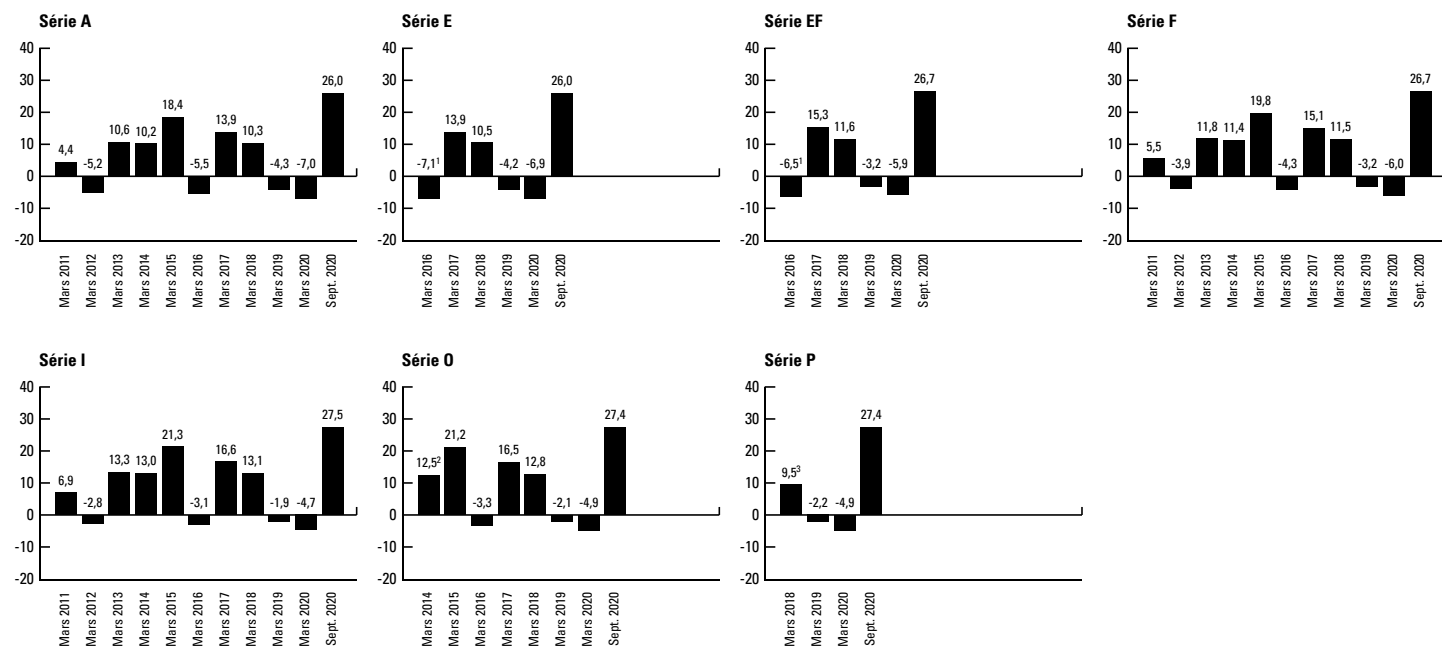 Série A
40
30
20
10
0
-10
-20
4,4
-5,2
10,6
10,2
18,4
-5,5
13,9
10,3
-4,3
-7,0
26,0
Mars 2011
Mars 2012
Mars 2013
Mars 2014
Mars 2015
Mars 2016
Mars 2017
Mars 2018
Mars 2019
Mars 2020
Sept. 2020
Série E
40
30
20
10
0
-10
-20
-7,1¹
13,9
10,5
-4,2
-6,9
26,0
Mars 2016
Mars 2017
Mars 2018
Mars 2019
Mars 2020
Sept. 2020
Série EF
40
30
20
10
0
-10
-20
-6,5¹
15,3
11,6
-3,2
-5,9
26,7
Mars 2016
Mars 2017
Mars 2018
Mars 2019
Mars 2020
Sept. 2020
Série F
40
30
20
10
0
-10
-20
5,5
-3,9
11,8
11,4
19,8
-4,3
15,1
11,5
-3,2
-6,0
26,7
Mars 2011
Mars 2012
Mars 2013
Mars 2014
Mars 2015
Mars 2016
Mars 2017
Mars 2018
Mars 2019
Mars 2020
Sept. 2020
Série I
40
30
20
10
0
-10
-20
6,9
-2,8
13,3
13,0
21,3
-3,1
16,6
13,1
-1,9
-4,7
27,5
Mars 2011
Mars 2012
Mars 2013
Mars 2014
Mars 2015
Mars 2016
Mars 2017
Mars 2018
Mars 2019
Mars 2020
Sept. 2020
Série O
40
30
20
10
0
-10
-20
12,5²
21,2
-3,3
16,5
12,8
-2,1
-4,9
27,4
Mars 2014
Mars 2015
Mars 2016
Mars 2017
Mars 2018
Mars 2019
Mars 2020
Sept. 2020
Série P
40
30
20
10
0
-10
-20
9,5³
-2,2
-4,9
27,4
Mars 2018
Mars 2019
Mars 2020
Sept. 2020